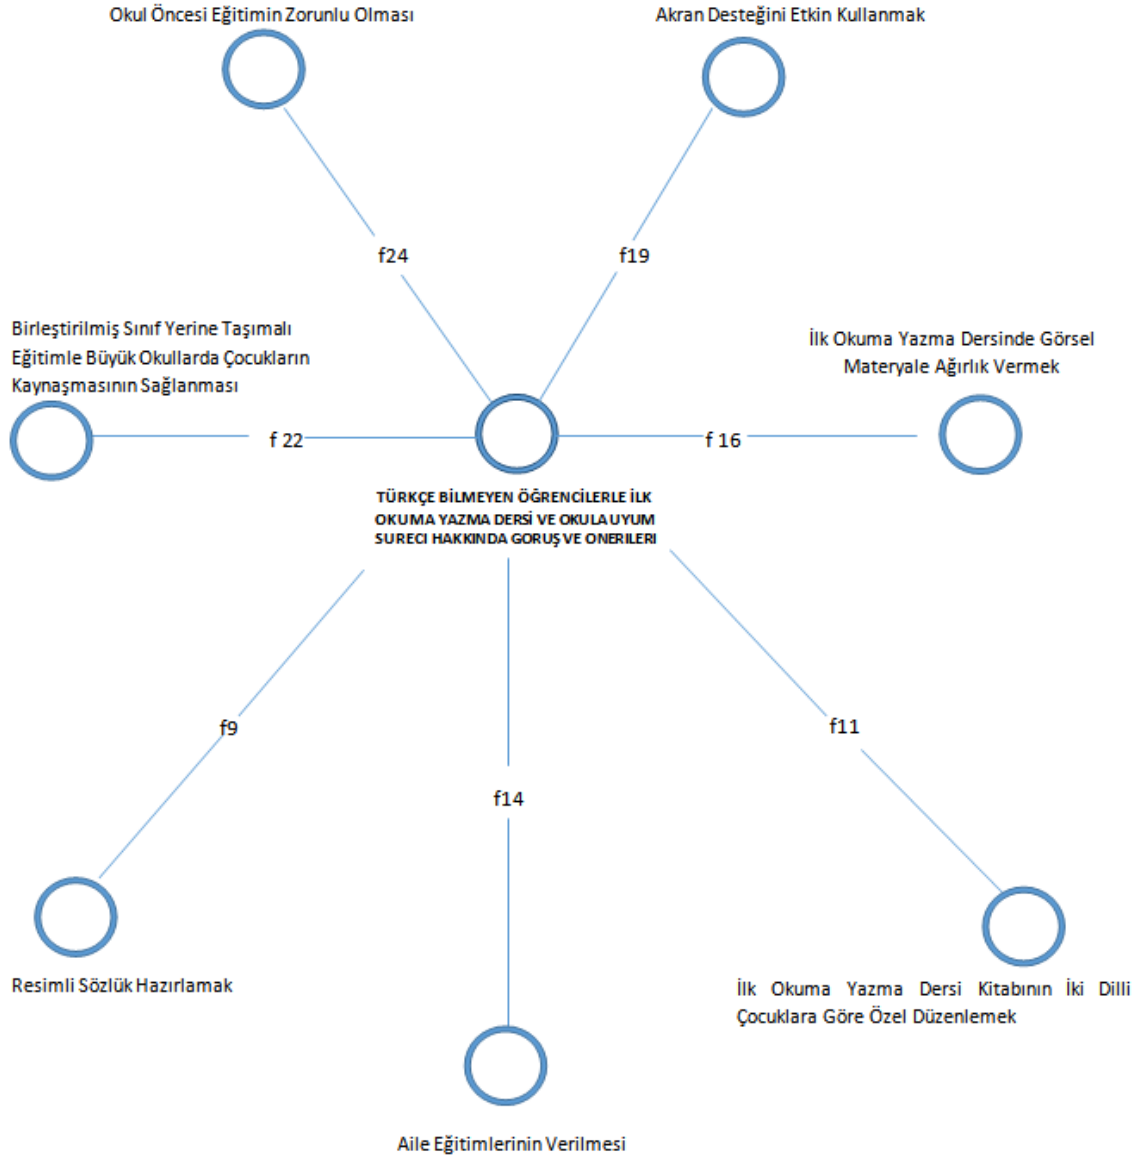 Okul Öncesi Eğitimin Zorunlu Olması
Akran Desteğini Etkin Kullanmak
f24
f19
Birleştirilmiş Sınıf Yerine Taşımalı
Eğitimle Büyük Okullarda Çocukların
Kaynaşmasının Sağlanması
İlk Okuma Yazma Dersinde Görsel
Materyale Ağırlık Vermek
f 22
f 16
TÜRKÇE BİLMEYEN ÖĞRENCİLERLE İLK
OKUMA YAZMA DERSİ VE OKULA UYUM
SURECI HAKKINDA GORUŞ VE ONERILERI
f9
f11
f14
Resimli Sözlük Hazırlamak
İlk Okuma Yazma Dersi Kitabının İki Dilli
Çocuklara Göre Özel Düzenlemek
Aile Eğitimlerinin Verilmesi